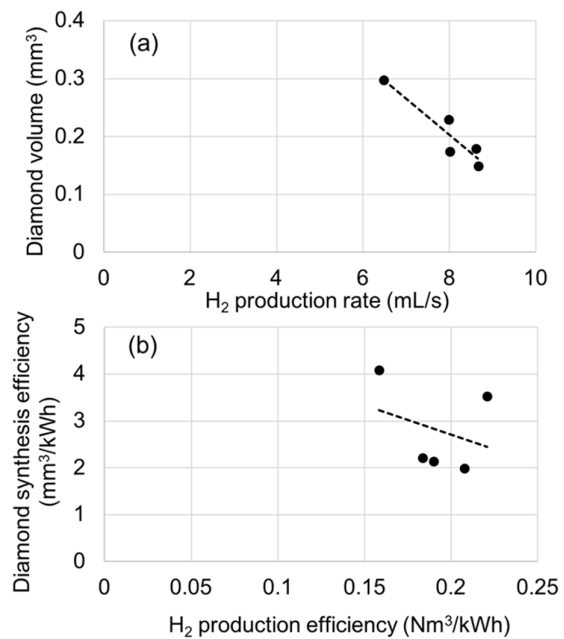 (a)
Diamond volume (mm³)
0.4
0.3
0.2
0.1
0
0 2 4 6 8 10
H₂ production rate (mL/s)
(b)
Diamond synthesis efficiency
(mm³/kWh)
5
4
3
2
1
0
0 0.05 0.1 0.15 0.2 0.25
H₂ production efficiency (Nm³/kWh)